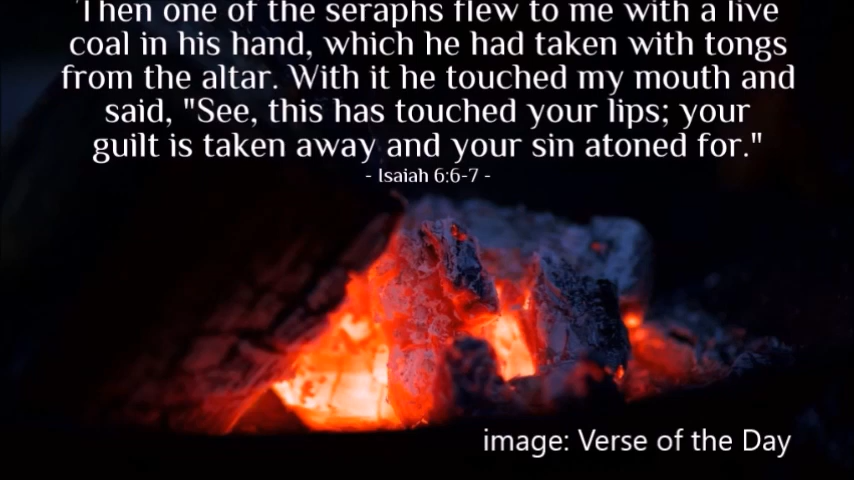 Then one of the seraphs flew to me with a live
coal in his hand, which he had taken with tongs
from the altar. With it he touched my mouth and
said, "See, this has touched your lips; your
guilt is taken away and your sin atoned for."
- Isaiah 6:6-7 -
image: Verse of the Day